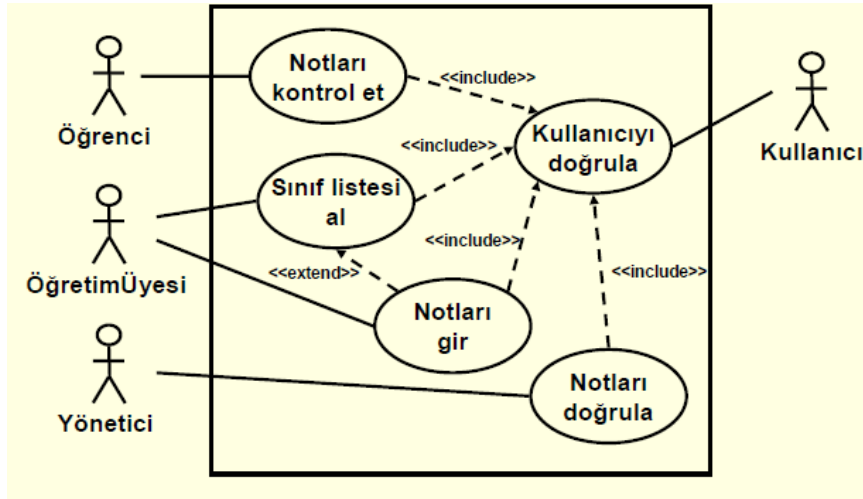 Notları
kontrol et
<<include>>
Öğrenci
Kullanıcıyı
doğrula
Kullanıcı
<<include>>
Sınıf listesi
al
<<include>>
<<extend>>
<<include>>
ÖğretimÜyesi
Notları
gir
Notları
doğrula
Yönetici